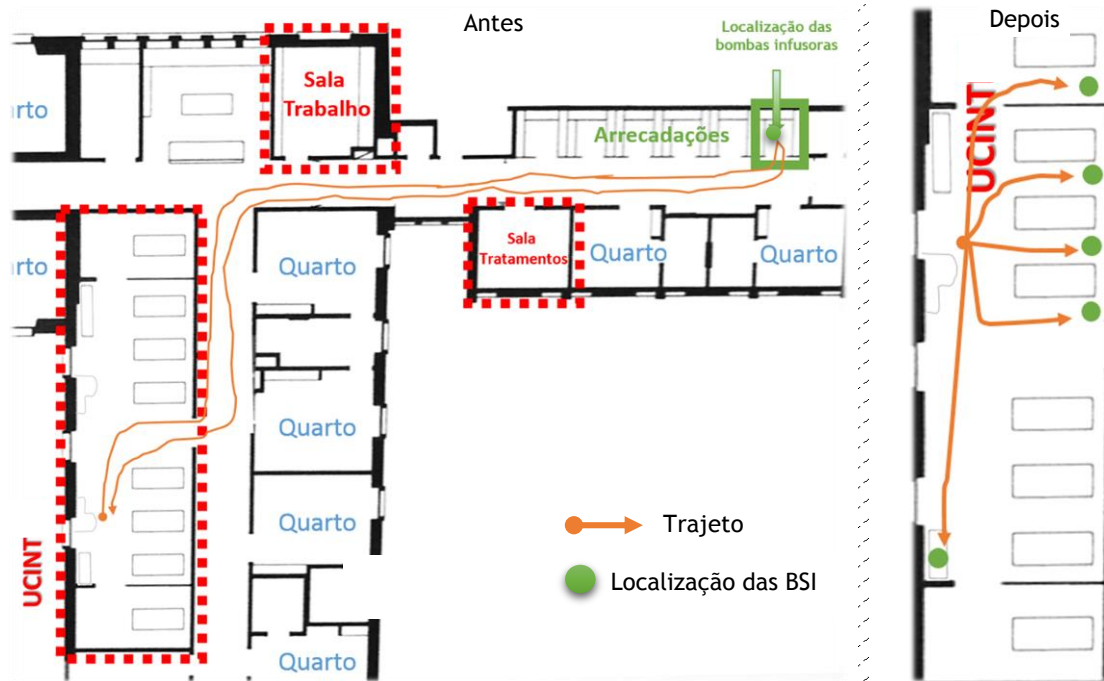 Antes
Depois
Localização das
bombas infusoras
Sala
Trabalho
uarto
Arrecadações
UCINT
Sala
Tratamentos
Quarto
Quarto
uarto
Quarto
Quarto
Quarto
Trajeto
UCINT
Localização das BSI
Quarto